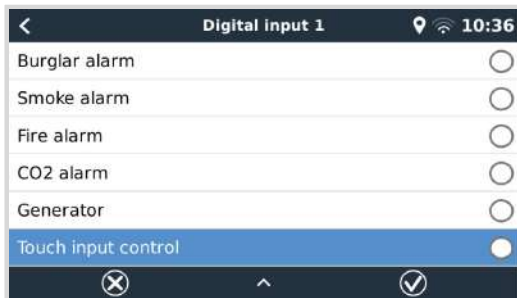 Digital input 1 10:36
Burglar alarm
Smoke alarm
Fire alarm
CO2 alarm
Generator
Touch input control